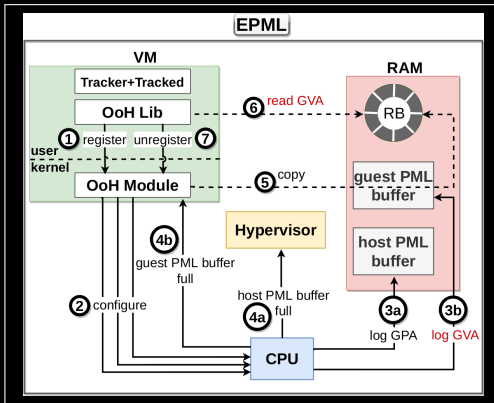 EPML
VM
RAM
Tracker+Tracked
OoH Lib
6 read GVA
RB
1 register
unregister 7
user
kernel
OoH Module
5 copy
guest PML
buffer
4b
guest PML buffer
full
Hypervisor
host PML
buffer
2 configure
host PML buffer
full
4a
3a
3b
log GPA
log GVA
CPU